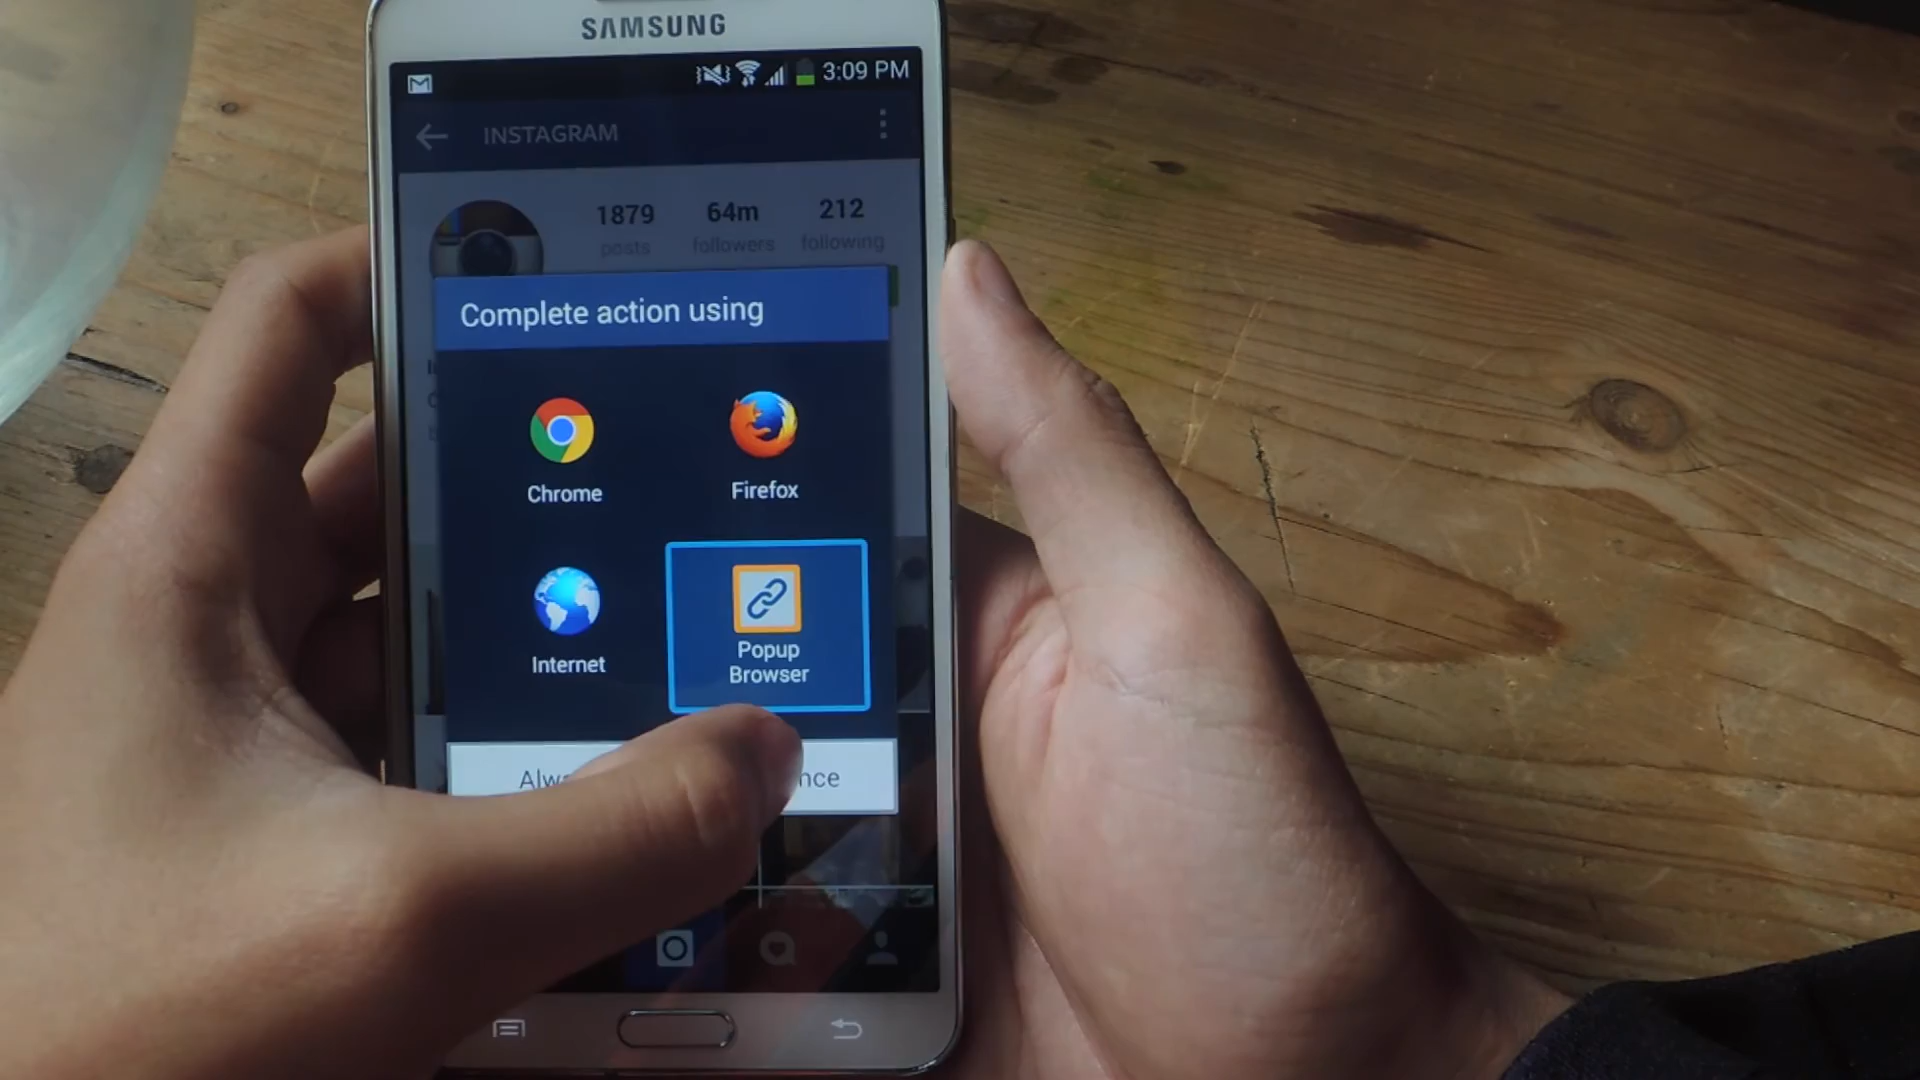 SAMSUNG
3:09 PM
INSTAGRAM
1879 64m 212
posts followers following
Complete action using
Chrome Firefox
Internet Popup
Browser